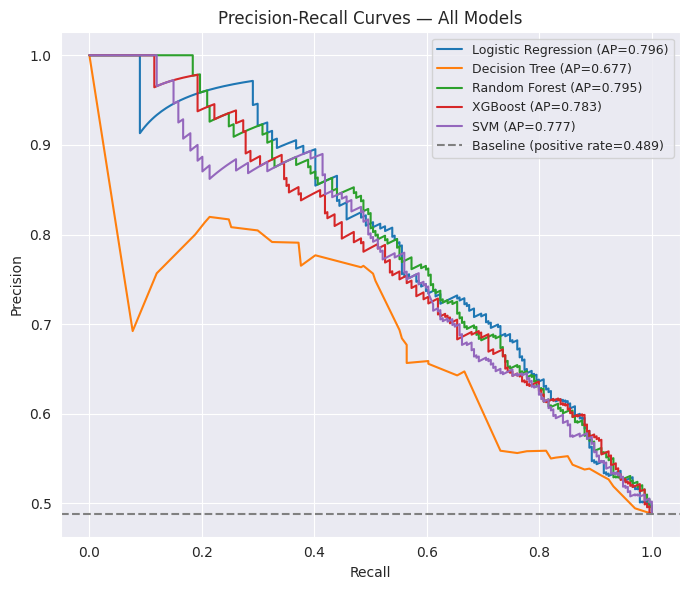 Precision-Recall Curves — All Models
Logistic Regression (AP=0.796)
Decision Tree (AP=0.677)
Random Forest (AP=0.795)
XGBoost (AP=0.783)
SVM (AP=0.777)
Baseline (positive rate=0.489)
Precision
1.0
0.9
0.8
0.7
0.6
0.5
0.0 0.2 0.4 0.6 0.8 1.0
Recall